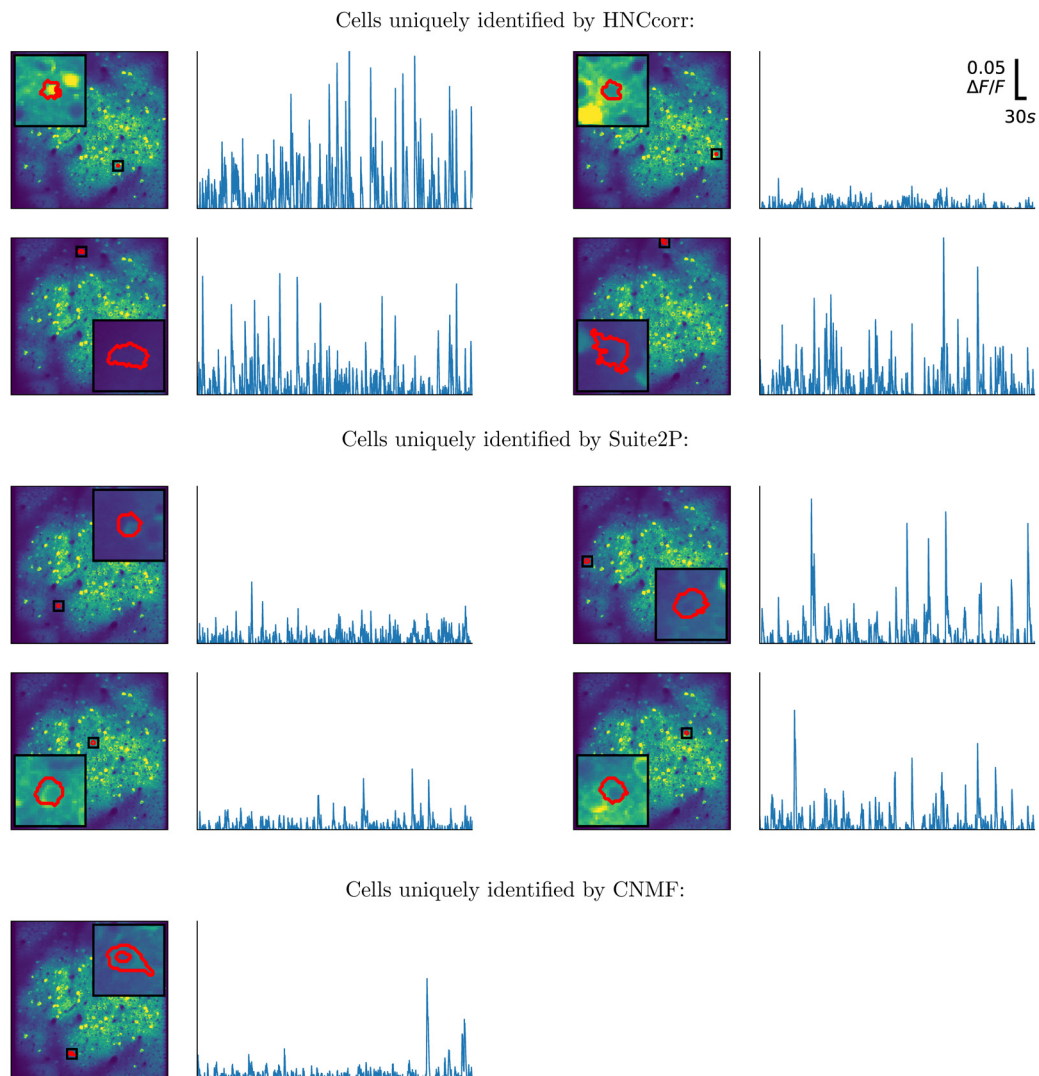 Cells uniquely identified by HNCcorr:
0.05
ΔF/F
30s
Cells uniquely identified by Suite2P:
Cells uniquely identified by CNMF: